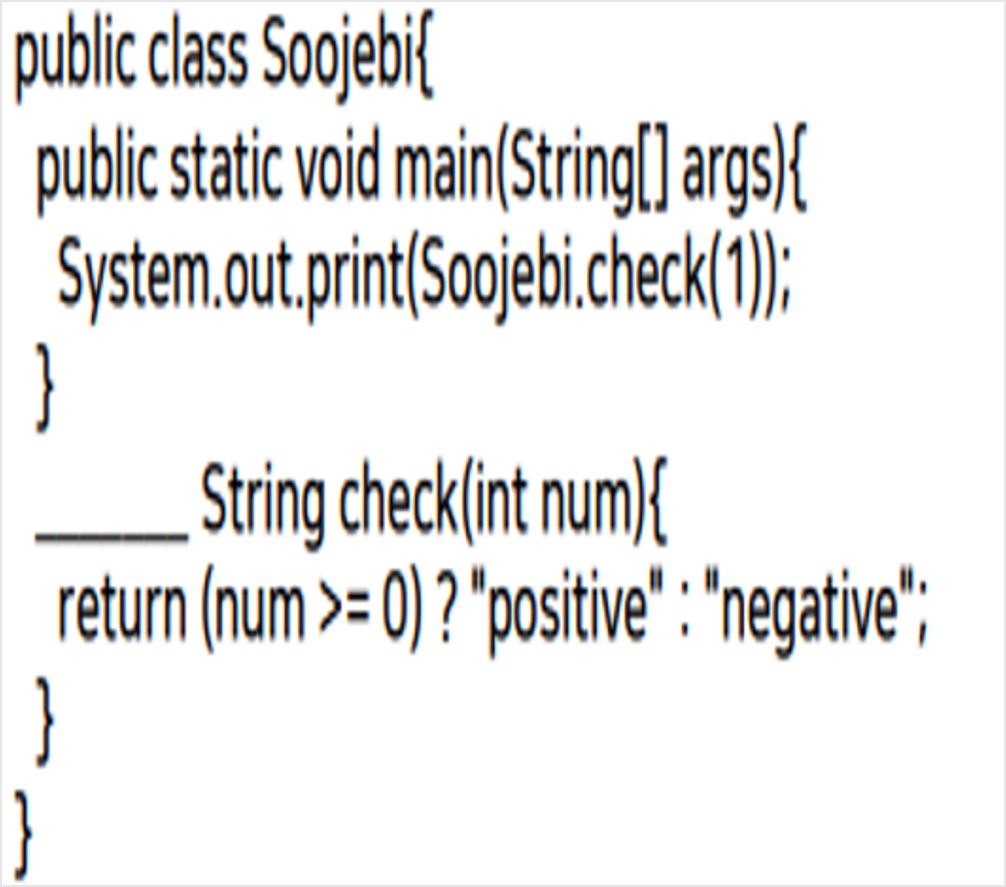 public class Soojebi{
public static void main(String[] args){
System.out.print(Soojebi.check(1));
}
_______ String check(int num){
return (num >= 0) ? "positive" : "negative";
}
}